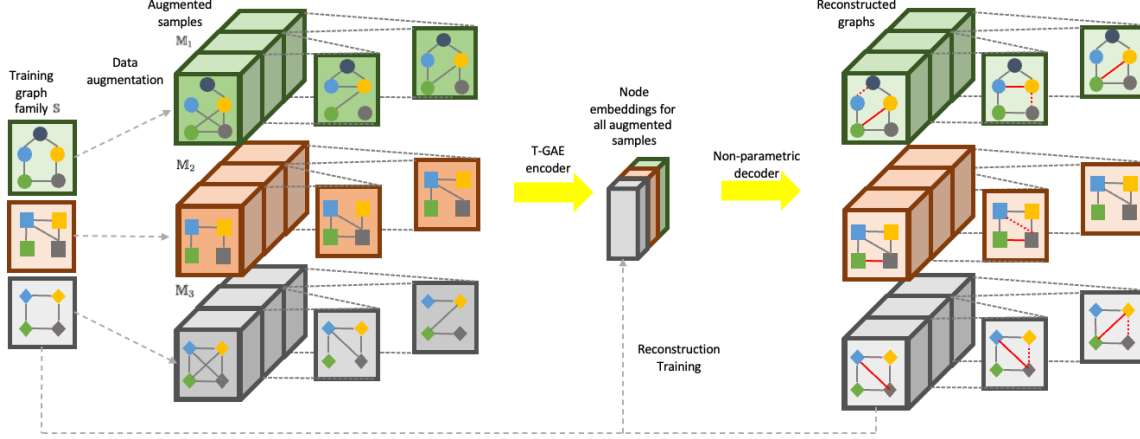 Augmented
samples
𝕄₁
Data
augmentation
Training
graph
family 𝕊
𝕄₂
𝕄₃
T-GAE
encoder
Node
embeddings for
all augmented
samples
Non-parametric
decoder
Reconstruction
Training
Reconstructed
graphs